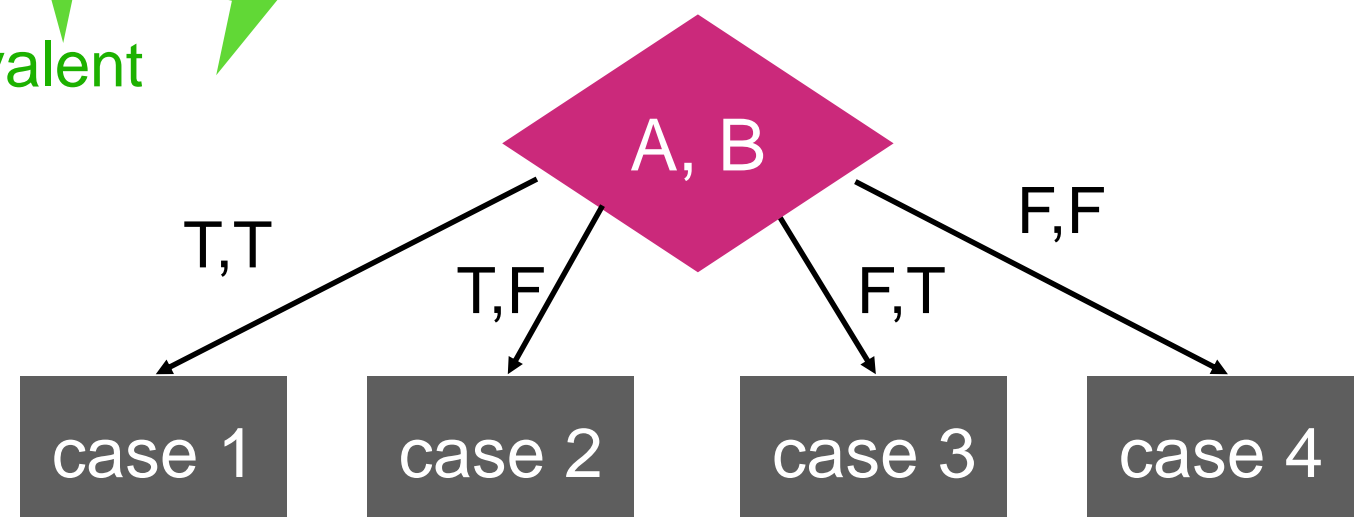 valent
A, B
T,T
T,F
F,T
F,F
case 1
case 2
case 3
case 4